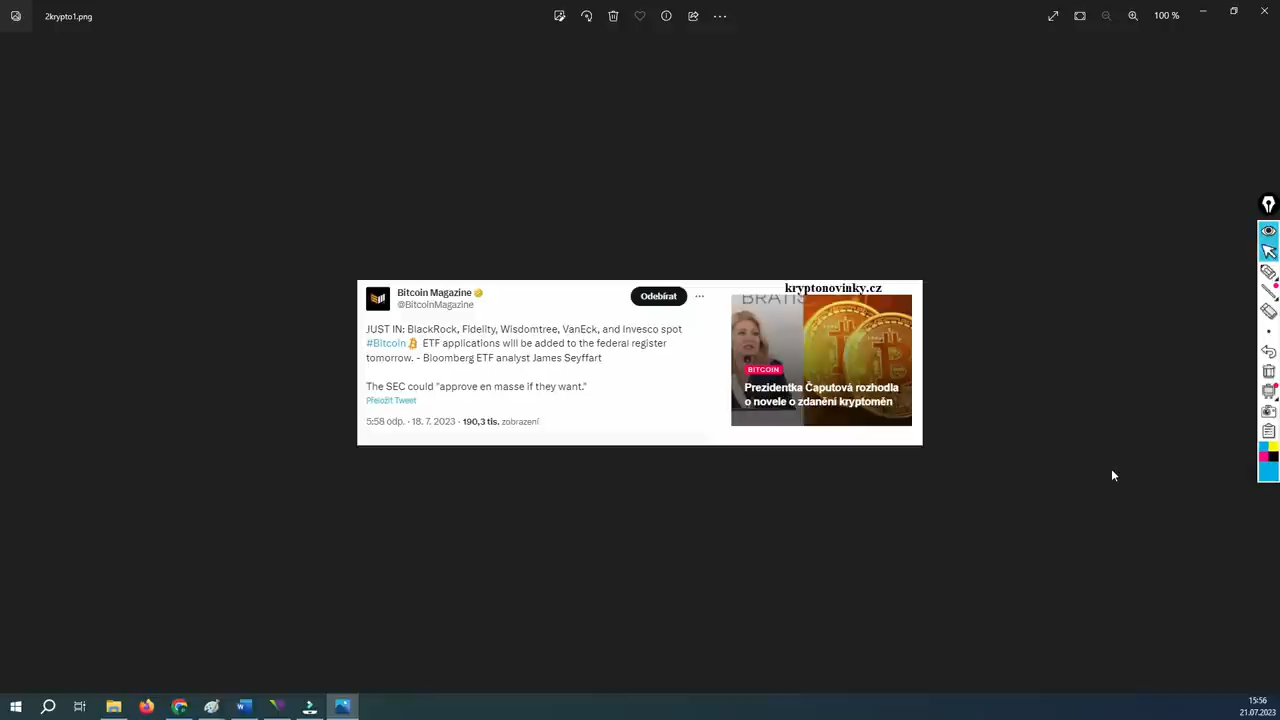 2krypto1.png
100 %
Bitcoin Magazine
@BitcoinMagazine
Odebírat
JUST IN: BlackRock, Fidelity, Wisdomtree, VanEck, and Invesco spot
#Bitcoin ETF applications will be added to the federal register
tomorrow. - Bloomberg ETF analyst James Seyffart
The SEC could "approve en masse if they want."
Přeložit Tweet
5:58 odp. · 18. 7. 2023 · 190,3 tis. zobrazení
kryptonovinky.cz
BRATIS
BITCOIN
Prezidentka Čaputová rozhodla
o novele o zdanění kryptomén
15:56
21.07.2023